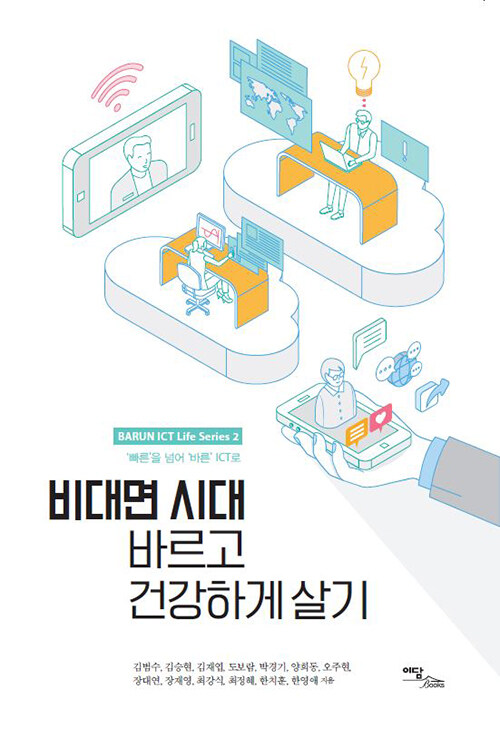 BARUN ICT Life Series 2
'빠른'을 넘어 '바른' ICT로
비대면 시대
바르고
건강하게 살기
김범수, 김승현, 김재엽, 도보람, 박경기, 양희동, 오주현,
장대연, 장재영, 최강식, 최정혜, 한치훈, 한영애 지음
이담
Books